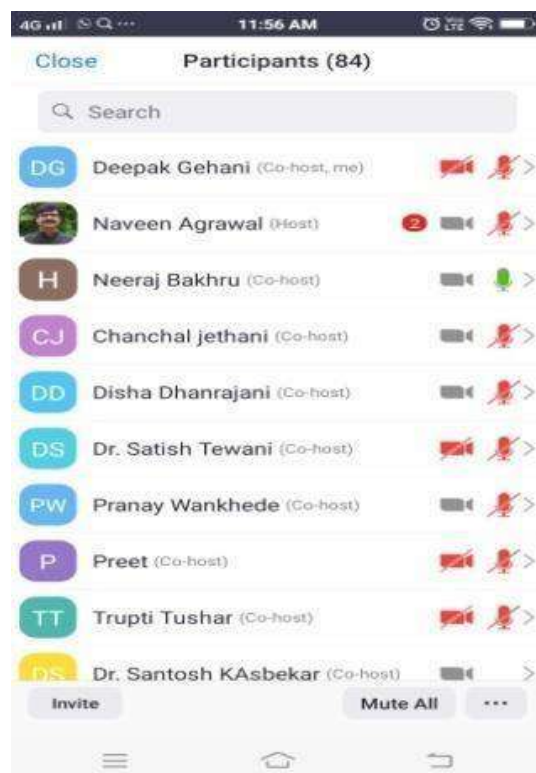 4G 11:56 AM
Close Participants (84)
Search
DG Deepak Gehani (Co-host, me)
Naveen Agrawal (Host) 2
H Neeraj Bakhru (Co-host)
CJ Chanchal jethani (Co-host)
DD Disha Dhanrajani (Co-host)
DS Dr. Satish Tewani (Co-host)
PW Pranay Wankhede (Co-host)
P Preet (Co-host)
TT Trupti Tushar (Co-host)
DS Dr. Santosh KAsbekar (Co-host)
Invite Mute All ...